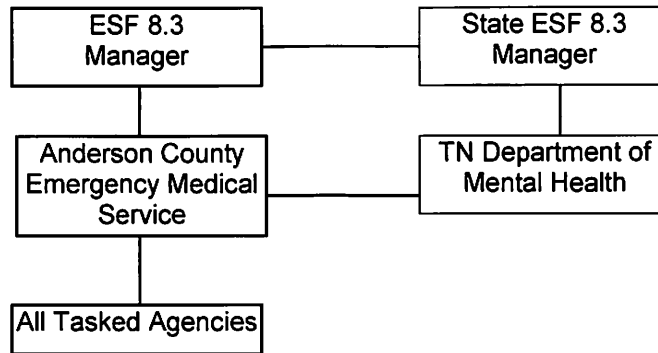 ESF 8.3
Manager
State ESF 8.3
Manager
Anderson County
Emergency Medical
Service
TN Department of
Mental Health
All Tasked Agencies